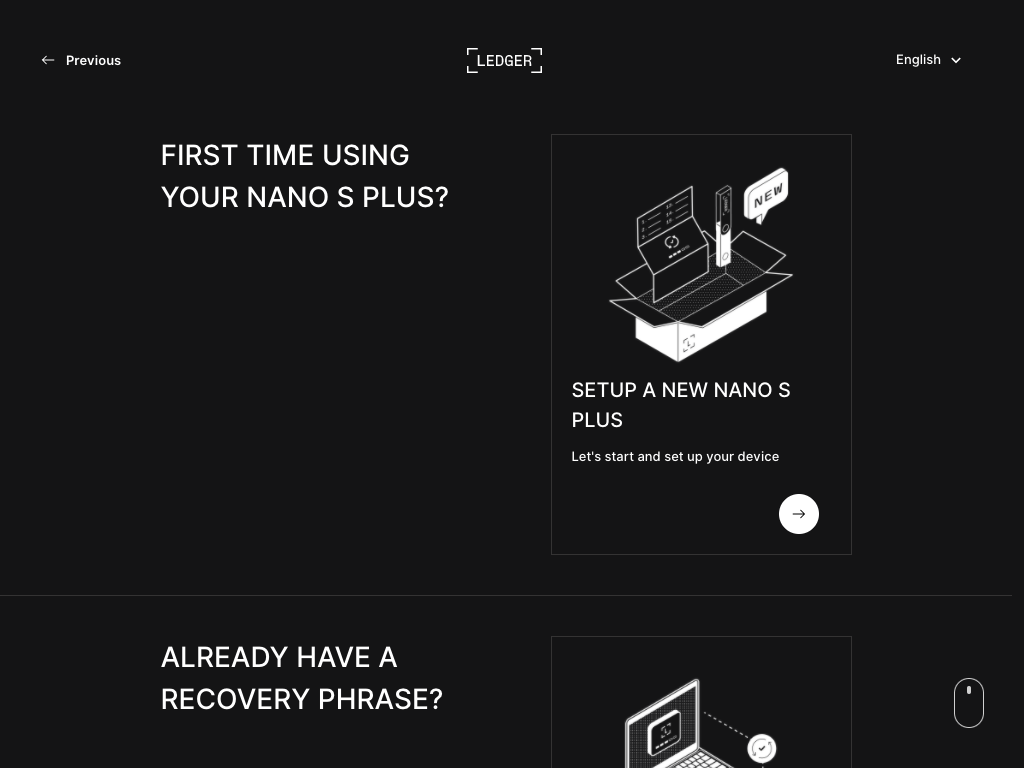 Previous
LEDGER
English
FIRST TIME USING
YOUR NANO S PLUS?
NEW
SETUP A NEW NANO S
PLUS
Let's start and set up your device
ALREADY HAVE A
RECOVERY PHRASE?